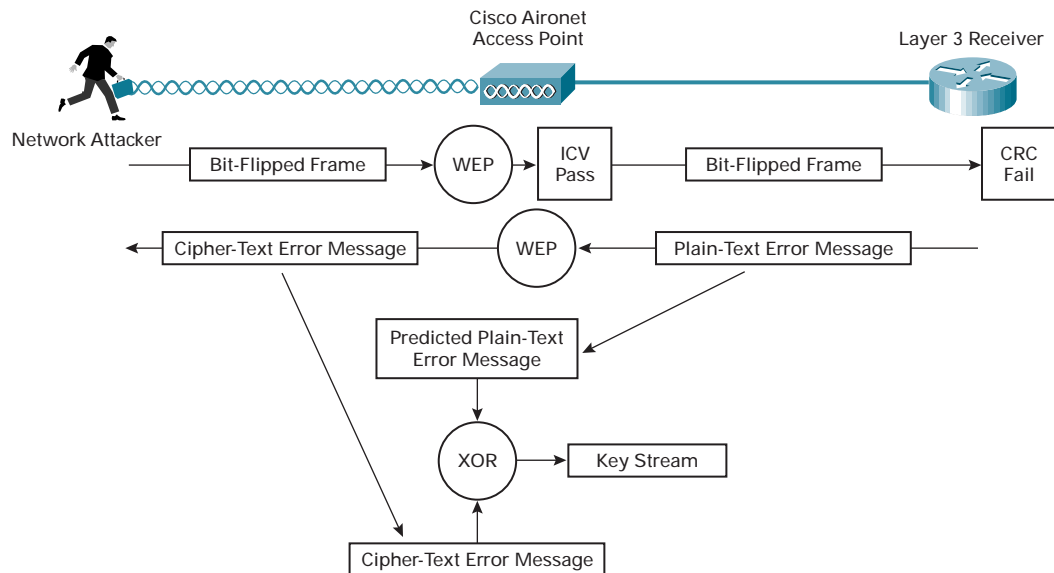 Cisco Aironet
Access Point
Layer 3 Receiver
Network Attacker
Bit-Flipped Frame
WEP
ICV
Pass
Bit-Flipped Frame
CRC
Fail
Cipher-Text Error Message
WEP
Plain-Text Error Message
Predicted Plain-Text
Error Message
XOR
Key Stream
Cipher-Text Error Message